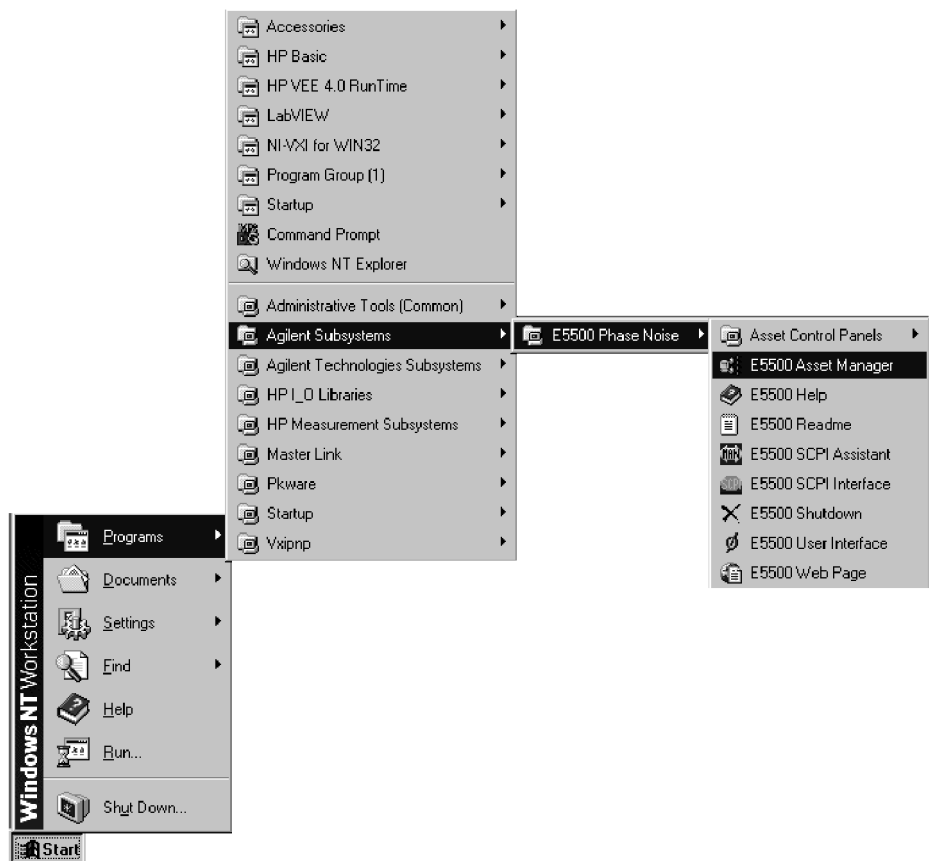 Accessories
HP Basic
HP VEE 4.0 RunTime
LabVIEW
NI-VXI for WIN32
Program Group (1)
Startup
Command Prompt
Windows NT Explorer
Administrative Tools (Common)
Agilent Subsystems
Agilent Technologies Subsystems
HP I_O Libraries
HP Measurement Subsystems
Master Link
Pkware
Startup
Vxipnp
E5500 Phase Noise
Asset Control Panels
E5500 Asset Manager
E5500 Help
E5500 Readme
E5500 SCPI Assistant
E5500 SCPI Interface
E5500 Shutdown
E5500 User Interface
E5500 Web Page
Programs
Documents
Settings
Find
Help
Run...
Shut Down...
Windows NT Workstation
Start